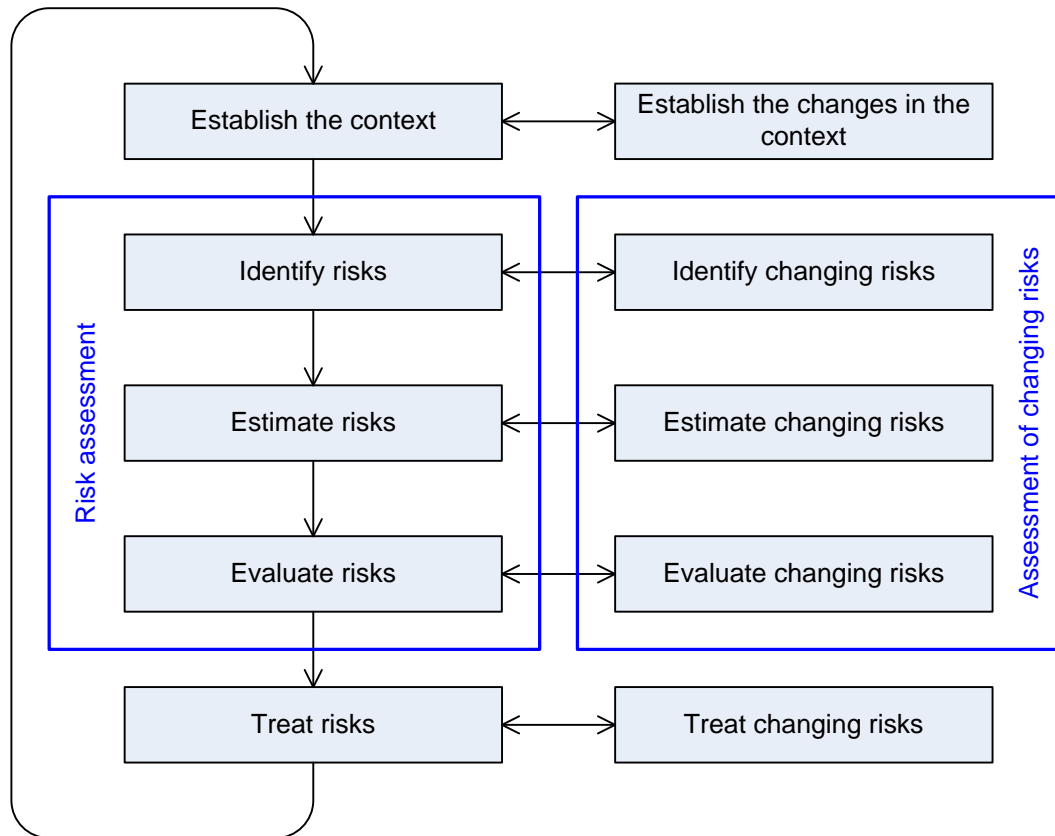 Establish the context
Establish the changes in the
context
Risk assessment
Identify risks
Identify changing risks
Assessment of changing risks
Estimate risks
Estimate changing risks
Evaluate risks
Evaluate changing risks
Treat risks
Treat changing risks